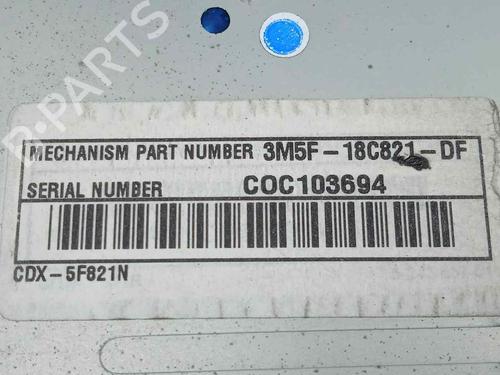 MECHANISM PART NUMBER 3M5F-18C821-DF
SERIAL NUMBER COC103694
CDX-5F821N
B-PARTS